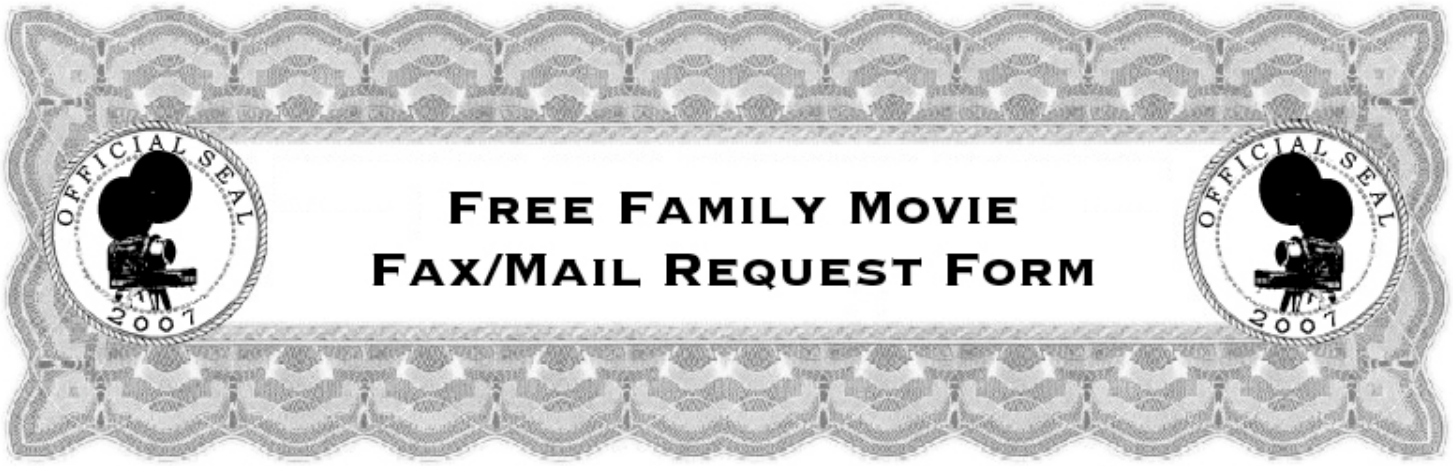 OFFICIAL SEAL
2007
FREE FAMILY MOVIE
FAX/MAIL REQUEST FORM
OFFICIAL SEAL
2007